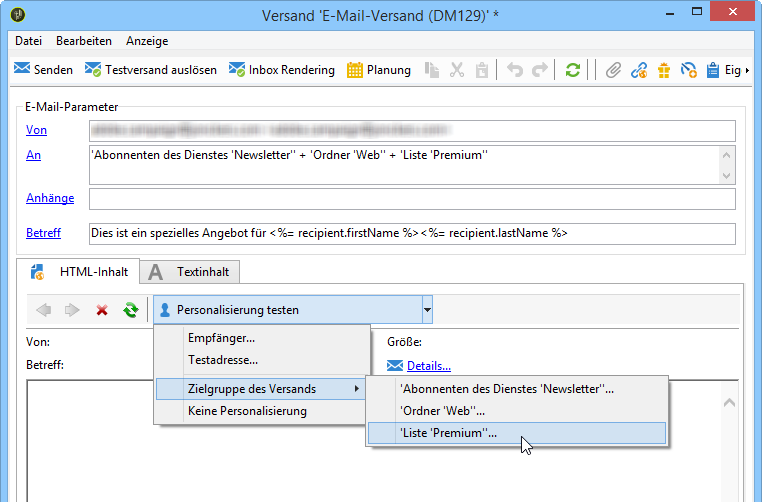 Versand 'E-Mail-Versand (DM129)' *
Datei Bearbeiten Anzeige
Senden Testversand auslösen Inbox Rendering Planung Eig
E-Mail-Parameter
Von
An 'Abonnenten des Dienstes 'Newsletter'' + 'Ordner 'Web'' + 'Liste 'Premium''
Anhänge
Betreff Dies ist ein spezielles Angebot für <%= recipient.firstName %><%= recipient.lastName %>
HTML-Inhalt A Textinhalt
Personalisierung testen
Von: Empfänger... Größe:
Betreff: Testadresse... Details...
Zielgruppe des Versands 'Abonnenten des Dienstes 'Newsletter''...
Keine Personalisierung 'Ordner 'Web''...
'Liste 'Premium''...